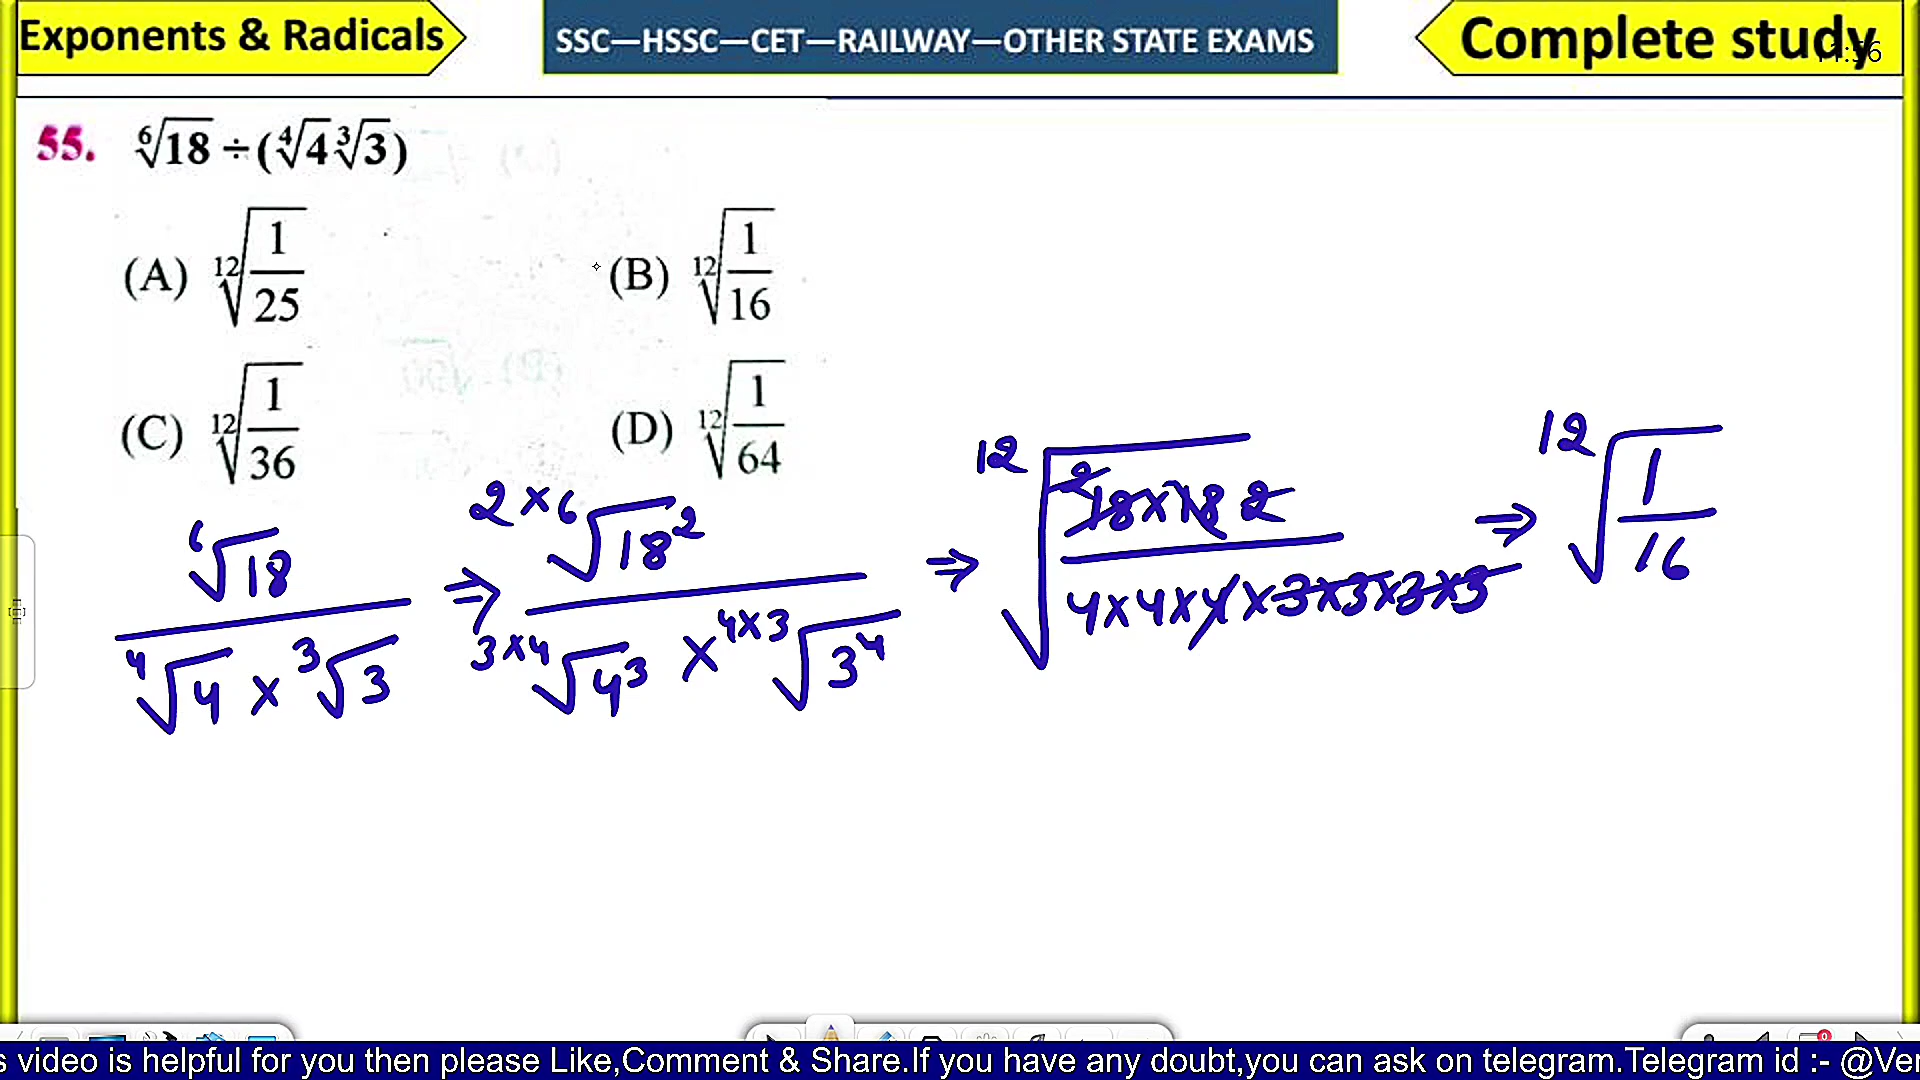 Exponents & Radicals
SSC—HSSC—CET—RAILWAY—OTHER STATE EXAMS
Complete study
55. ⁶√18 ÷ (⁴√4 ³√3)
(A) ¹²√(1/25)
(B) ¹²√(1/16)
(C) ¹²√(1/36)
(D) ¹²√(1/64)
⁶√18 / (⁴√4 × ³√3) ⇒ ²ˣ⁶√18² / (³ˣ⁴√4³ × ⁴ˣ³√3⁴) ⇒ ¹²√(2 18×18 2 / 4×4×4×3×3×3×3) ⇒ ¹²√(1/16)
s video is helpful for you then please Like,Comment & Share.If you have any doubt,you can ask on telegram.Telegram id :- @Ver